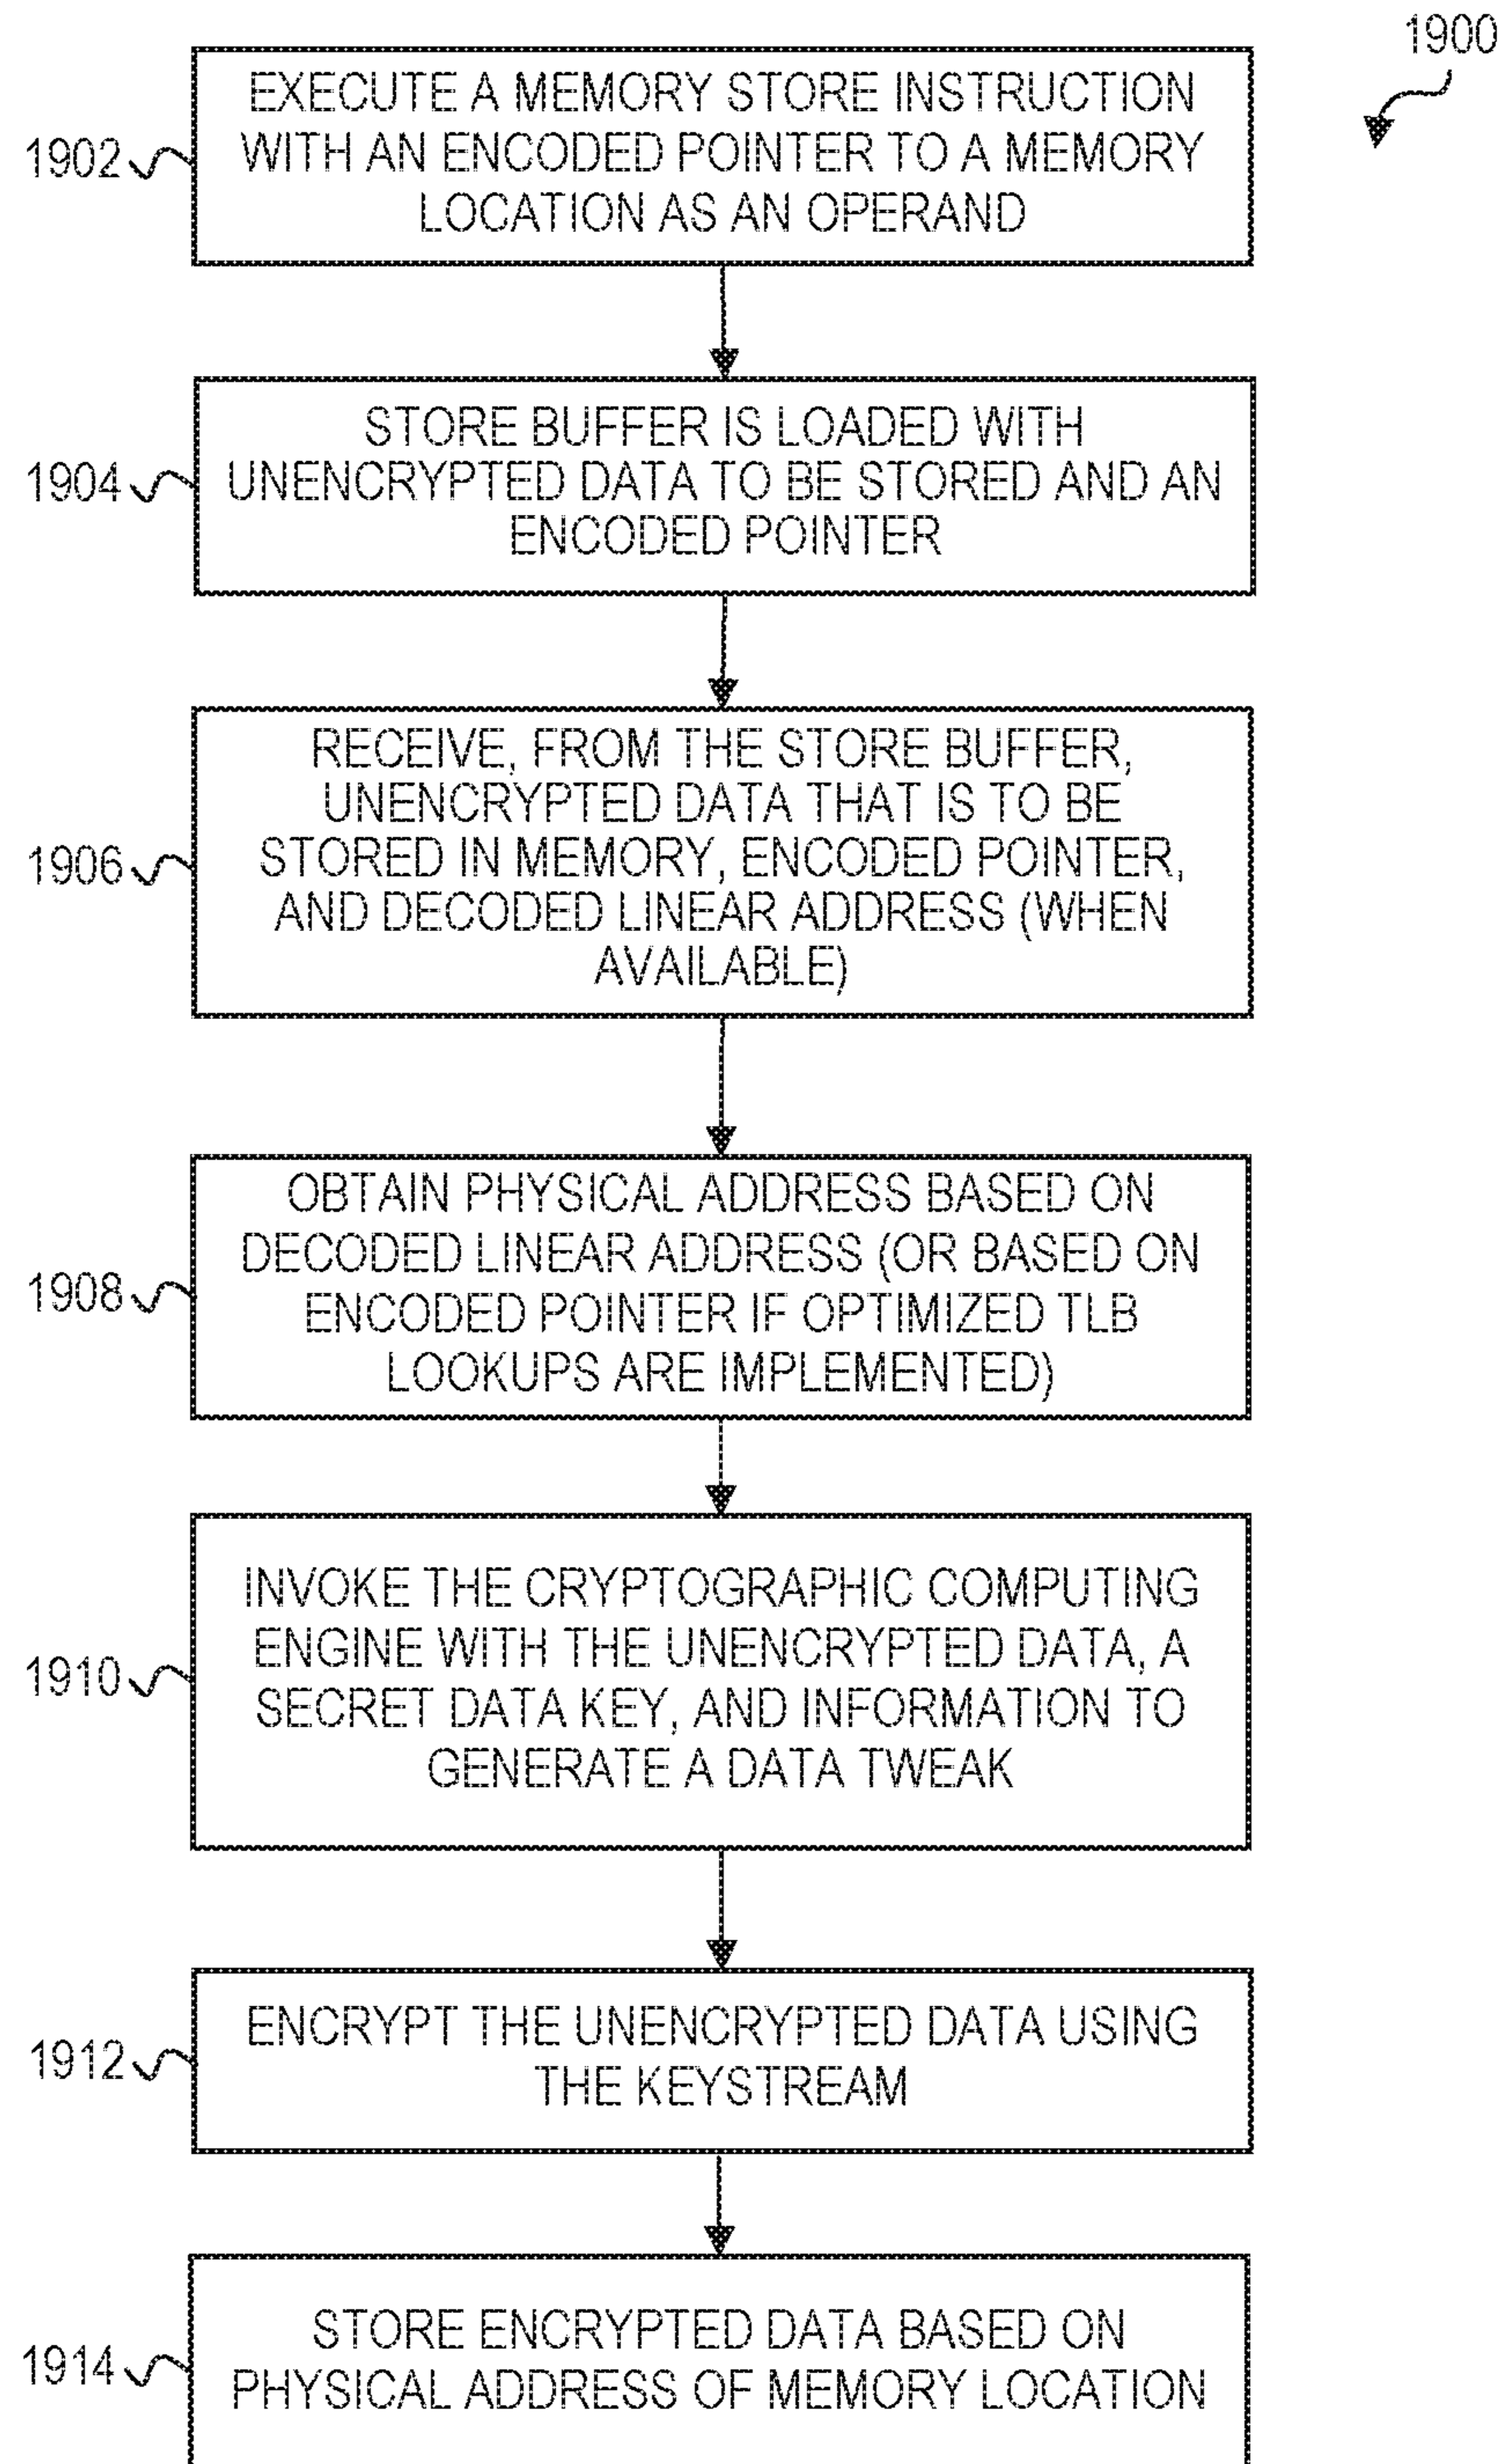 1900
EXECUTE A MEMORY STORE INSTRUCTION
WITH AN ENCODED POINTER TO A MEMORY
LOCATION AS AN OPERAND
1902
STORE BUFFER IS LOADED WITH
UNENCRYPTED DATA TO BE STORED AND AN
ENCODED POINTER
1904
RECEIVE, FROM THE STORE BUFFER,
UNENCRYPTED DATA THAT IS TO BE
STORED IN MEMORY, ENCODED POINTER,
AND DECODED LINEAR ADDRESS (WHEN
AVAILABLE)
1906
OBTAIN PHYSICAL ADDRESS BASED ON
DECODED LINEAR ADDRESS (OR BASED ON
ENCODED POINTER IF OPTIMIZED TLB
LOOKUPS ARE IMPLEMENTED)
1908
INVOKE THE CRYPTOGRAPHIC COMPUTING
ENGINE WITH THE UNENCRYPTED DATA, A
SECRET DATA KEY, AND INFORMATION TO
GENERATE A DATA TWEAK
1910
ENCRYPT THE UNENCRYPTED DATA USING
THE KEYSTREAM
1912
STORE ENCRYPTED DATA BASED ON
PHYSICAL ADDRESS OF MEMORY LOCATION
1914